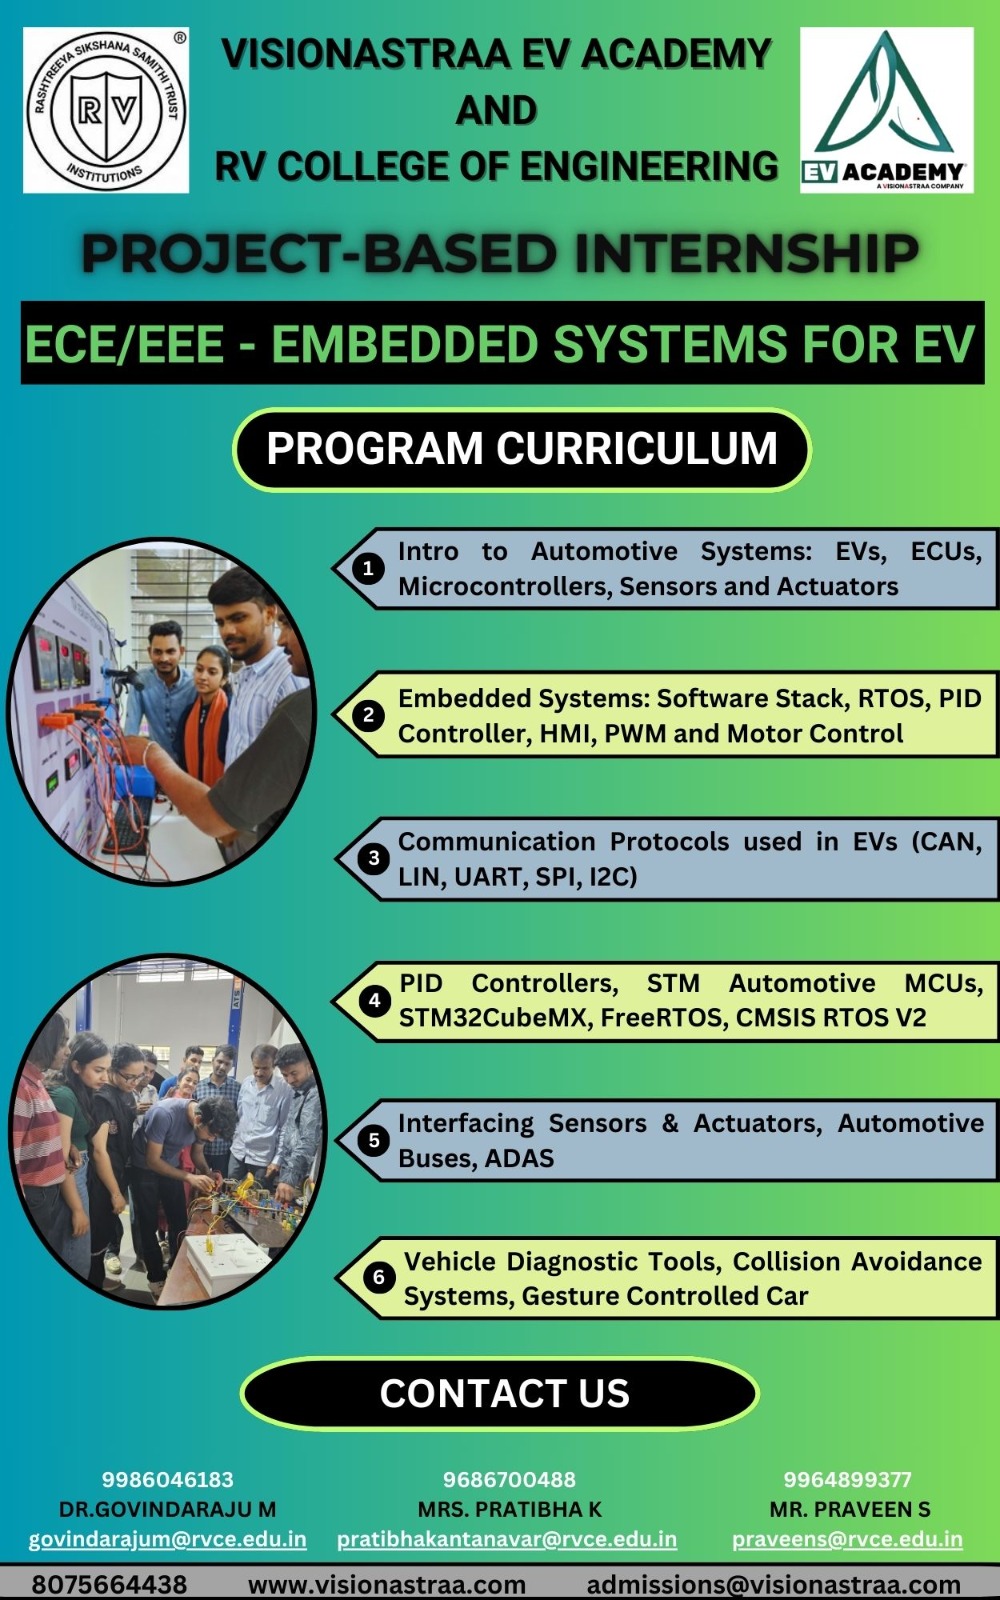 RASHTREEYA SIKSHANA SAMITHI TRUST
®
RV
INSTITUTIONS
VISIONASTRAA EV ACADEMY
AND
RV COLLEGE OF ENGINEERING
EV ACADEMY
A VISIONASTRAA COMPANY
PROJECT-BASED INTERNSHIP
ECE/EEE - EMBEDDED SYSTEMS FOR EV
PROGRAM CURRICULUM
1
Intro to Automotive Systems: EVs, ECUs,
Microcontrollers, Sensors and Actuators
2
Embedded Systems: Software Stack, RTOS, PID
Controller, HMI, PWM and Motor Control
3
Communication Protocols used in EVs (CAN,
LIN, UART, SPI, I2C)
4
PID Controllers, STM Automotive MCUs,
STM32CubeMX, FreeRTOS, CMSIS RTOS V2
5
Interfacing Sensors & Actuators, Automotive
Buses, ADAS
6
Vehicle Diagnostic Tools, Collision Avoidance
Systems, Gesture Controlled Car
ATS
CONTACT US
9986046183
DR.GOVINDARAJU M
govindarajum@rvce.edu.in
9686700488
MRS. PRATIBHA K
pratibhakantanavar@rvce.edu.in
9964899377
MR. PRAVEEN S
praveens@rvce.edu.in
8075664438 www.visionastraa.com admissions@visionastraa.com